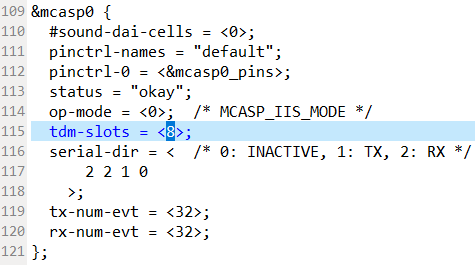 109 &mcasp0 {
110 #sound-dai-cells = <0>;
111 pinctrl-names = "default";
112 pinctrl-0 = <&mcasp0_pins>;
113 status = "okay";
114 op-mode = <0>; /* MCASP_IIS_MODE */
115 tdm-slots = <8>;
116 serial-dir = < /* 0: INACTIVE, 1: TX, 2: RX */
117 2 2 1 0
118 >;
119 tx-num-evt = <32>;
120 rx-num-evt = <32>;
121 };